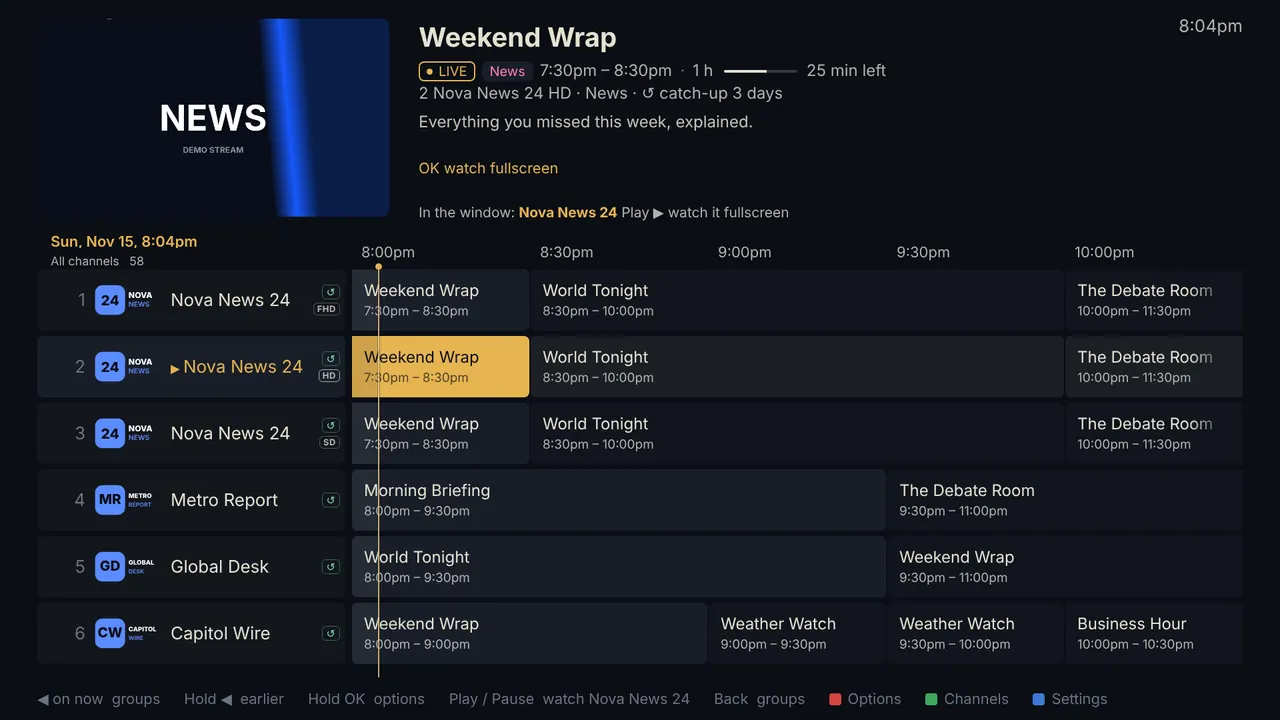 8:04pm
NEWS
DEMO STREAM
Weekend Wrap
● LIVE News 7:30pm – 8:30pm · 1 h 25 min left
2 Nova News 24 HD · News · ↺ catch-up 3 days
Everything you missed this week, explained.
OK watch fullscreen
In the window: Nova News 24 Play ▶ watch it fullscreen
Sun, Nov 15, 8:04pm
All channels 58
8:00pm 8:30pm 9:00pm 9:30pm 10:00pm
1 24 NOVA NEWS Nova News 24 ↺ FHD
Weekend Wrap
7:30pm – 8:30pm
World Tonight
8:30pm – 10:00pm
The Debate Room
10:00pm – 11:30pm
2 24 NOVA NEWS ▶ Nova News 24 ↺ HD
Weekend Wrap
7:30pm – 8:30pm
World Tonight
8:30pm – 10:00pm
The Debate Room
10:00pm – 11:30pm
3 24 NOVA NEWS Nova News 24 ↺ SD
Weekend Wrap
7:30pm – 8:30pm
World Tonight
8:30pm – 10:00pm
The Debate Room
10:00pm – 11:30pm
4 MR METRO REPORT Metro Report ↺
Morning Briefing
8:00pm – 9:30pm
The Debate Room
9:30pm – 11:00pm
5 GD GLOBAL DESK Global Desk ↺
World Tonight
8:00pm – 9:30pm
Weekend Wrap
9:30pm – 11:00pm
6 CW CAPITOL WIRE Capitol Wire ↺
Weekend Wrap
8:00pm – 9:00pm
Weather Watch
9:00pm – 9:30pm
Weather Watch
9:30pm – 10:00pm
Business Hour
10:00pm – 10:30pm
◀ on now groups Hold ◀ earlier Hold OK options Play / Pause watch Nova News 24 Back groups Options Channels Settings